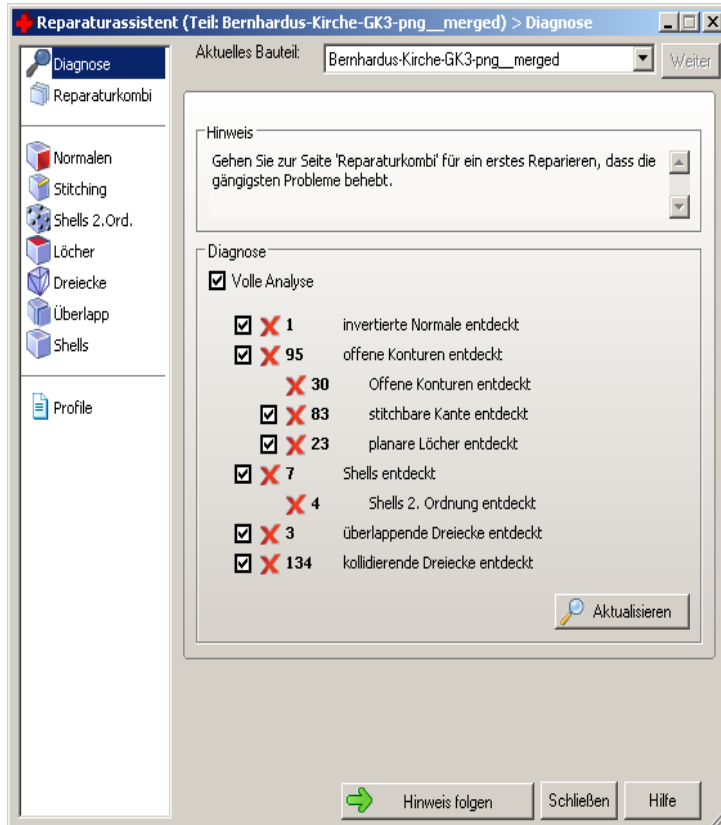 Reparaturassistent (Teil: Bernhardus-Kirche-GK3-png__merged) > Diagnose
Diagnose
Reparaturkombi
Normalen
Stitching
Shells 2.Ord.
Löcher
Dreiecke
Überlapp
Shells
Profile
Aktuelles Bauteil:
Bernhardus-Kirche-GK3-png__merged
Weiter
Hinweis
Gehen Sie zur Seite 'Reparaturkombi' für ein erstes Reparieren, dass die
gängigsten Probleme behebt.
Diagnose
Volle Analyse
1 invertierte Normale entdeckt
95 offene Konturen entdeckt
30 Offene Konturen entdeckt
83 stitchbare Kante entdeckt
23 planare Löcher entdeckt
7 Shells entdeckt
4 Shells 2. Ordnung entdeckt
3 überlappende Dreiecke entdeckt
134 kollidierende Dreiecke entdeckt
Aktualisieren
Hinweis folgen
Schließen
Hilfe